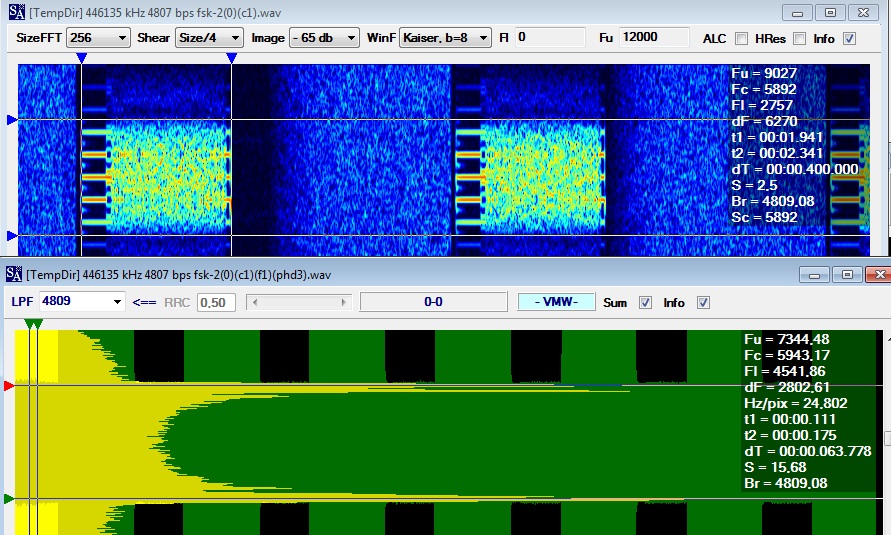 SA [TempDir] 446135 kHz 4807 bps fsk-2(0)(c1).wav
SizeFFT 256 Shear Size/4 Image - 65 db WinF Kaiser, b=8 Fl 0 Fu 12000 ALC HRes Info
Fu = 9027
Fc = 5892
Fl = 2757
dF = 6270
t1 = 00:01.941
t2 = 00:02.341
dT = 00:00.400.000
S = 2.5
Br = 4809,08
Sc = 5892
SA [TempDir] 446135 kHz 4807 bps fsk-2(0)(c1)(f1)(phd3).wav
LPF 4809 <== RRC 0,50 0-0 - VMW- Sum Info
Fu = 7344,48
Fc = 5943,17
Fl = 4541,86
dF = 2802,61
Hz/pix = 24,802
t1 = 00:00.111
t2 = 00:00.175
dT = 00:00.063.778
S = 15,68
Br = 4809,08